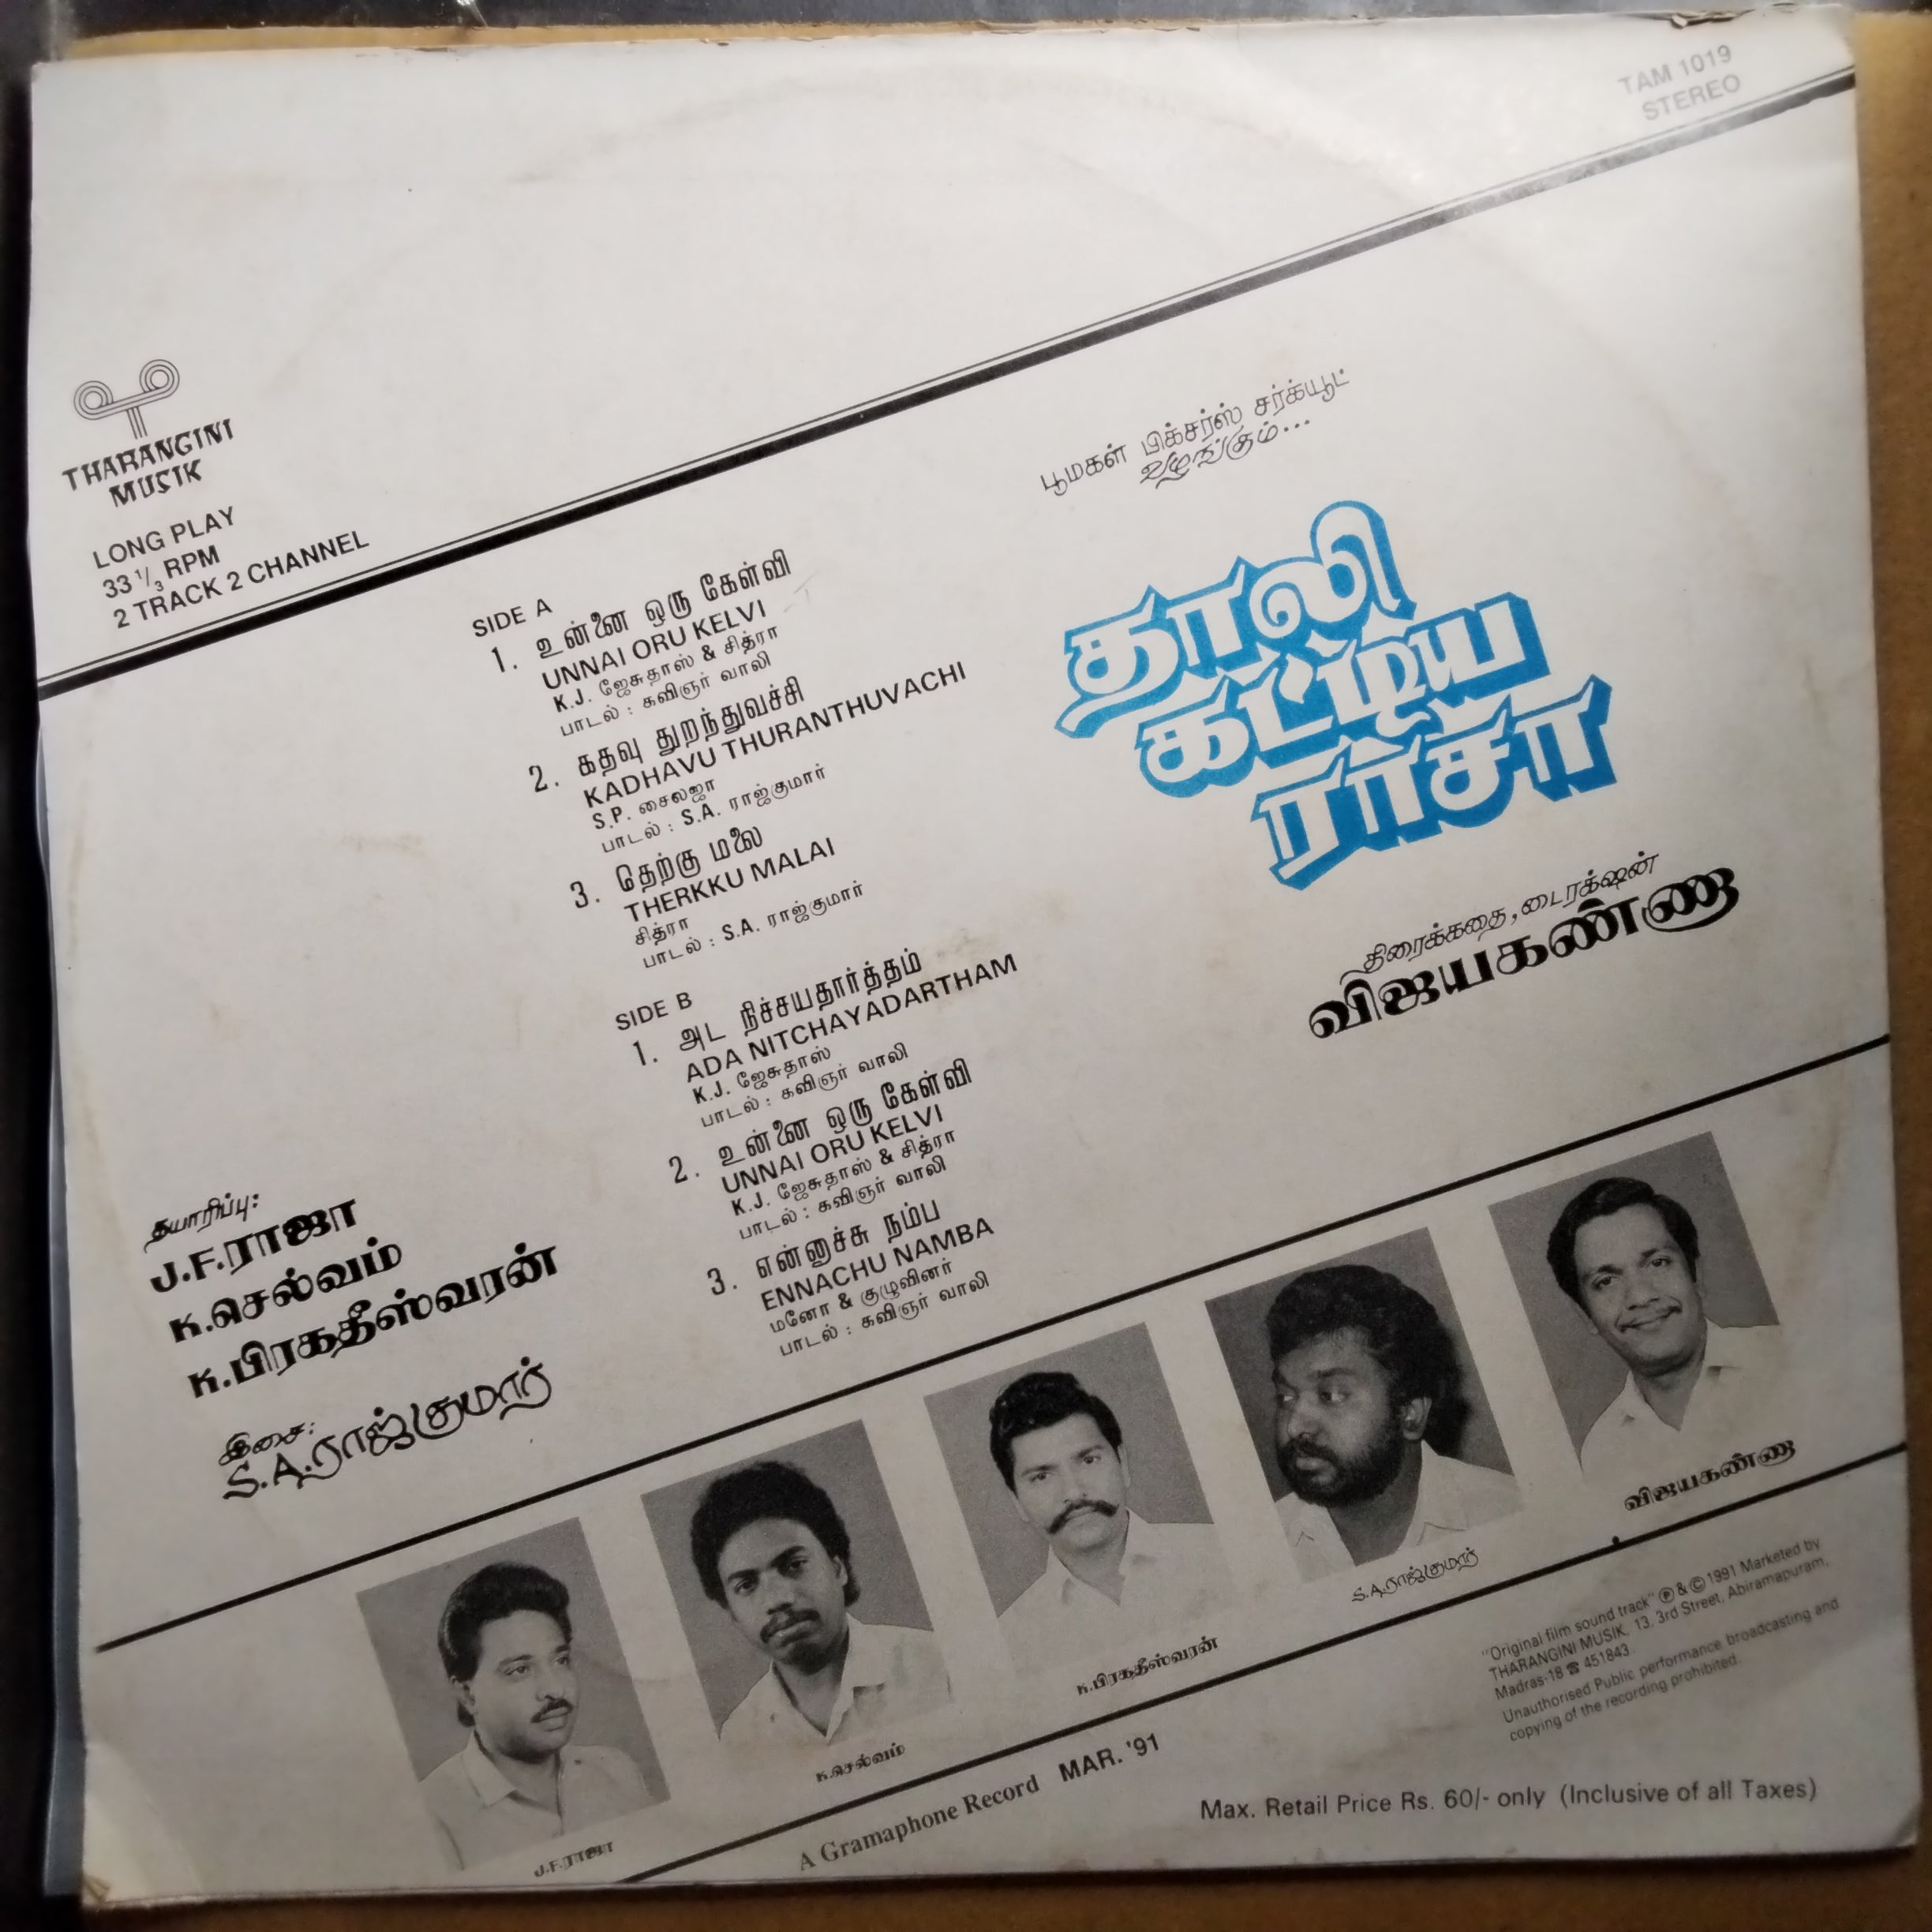 TAM 1019
STEREO
THARANGINI
MUSIK
LONG PLAY
33 1/3 RPM
2 TRACK 2 CHANNEL
SIDE A
1. உன்னை ஒரு கேள்வி
UNNAI ORU KELVI
K.J. ஜேசுதாஸ் & சித்ரா
பாடல் : கவிஞர் வாலி
2. கதவு துறந்துவச்சி
KADHAVU THURANTHUVACHI
S.P. சைலஜா
பாடல் : S.A. ராஜ்குமார்
3. தெற்கு மலை
THERKKU MALAI
சித்ரா
பாடல் : S.A. ராஜ்குமார்
SIDE B
1. அட நிச்சயதார்த்தம்
ADA NITCHAYADARTHAM
K.J. ஜேசுதாஸ்
பாடல் : கவிஞர் வாலி
2. உன்னை ஒரு கேள்வி
UNNAI ORU KELVI
K.J. ஜேசுதாஸ் & சித்ரா
பாடல் : கவிஞர் வாலி
3. என்னாச்சு நம்ப
ENNACHU NAMBA
மனோ & குழுவினர்
பாடல் : கவிஞர் வாலி
பூமகள் பிக்சர்ஸ் சர்க்யூட்
வழங்கும்...
தாலி
கட்டிய
ராசா
திரைக்கதை, டைரக்‌ஷன்
விஜயகண்ணா
தயாரிப்பு:
J.F.ராஜா
K.செல்வம்
K.பிரகதீஸ்வரன்
இசை:
S.A.ராஜ்குமார்
J.F.ராஜா
K.செல்வம்
K.பிரகதீஸ்வரன்
S.A.ராஜ்குமார்
விஜயகண்ணா
"Original film sound track" Ⓟ & © 1991 Marketed by
THARANGINI MUSIK, 13, 3rd Street, Abiramapuram,
Madras-18 ☎ 451843.
Unauthorised Public performance broadcasting and
copying of the recording prohibited.
A Gramaphone Record MAR. '91
Max. Retail Price Rs. 60/- only (Inclusive of all Taxes)